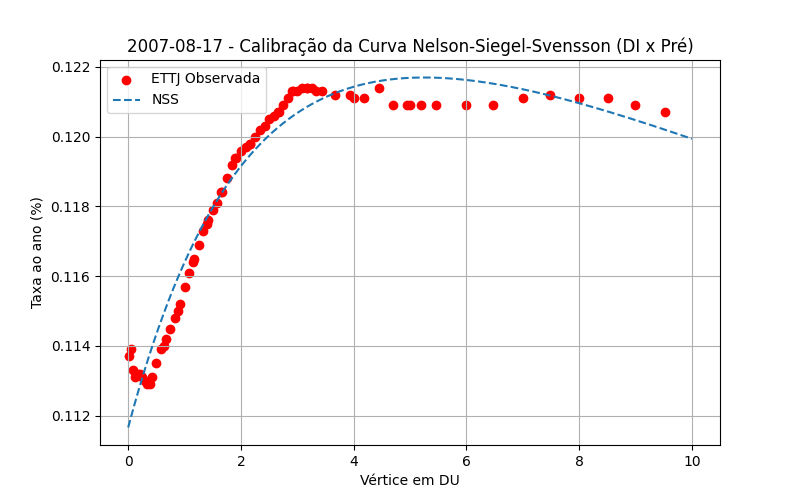 2007-08-17 - Calibração da Curva Nelson-Siegel-Svensson (DI x Pré)
ETTJ Observada
NSS
0.122
0.120
0.118
0.116
0.114
0.112
Taxa ao ano (%)
0 2 4 6 8 10
Vértice em DU